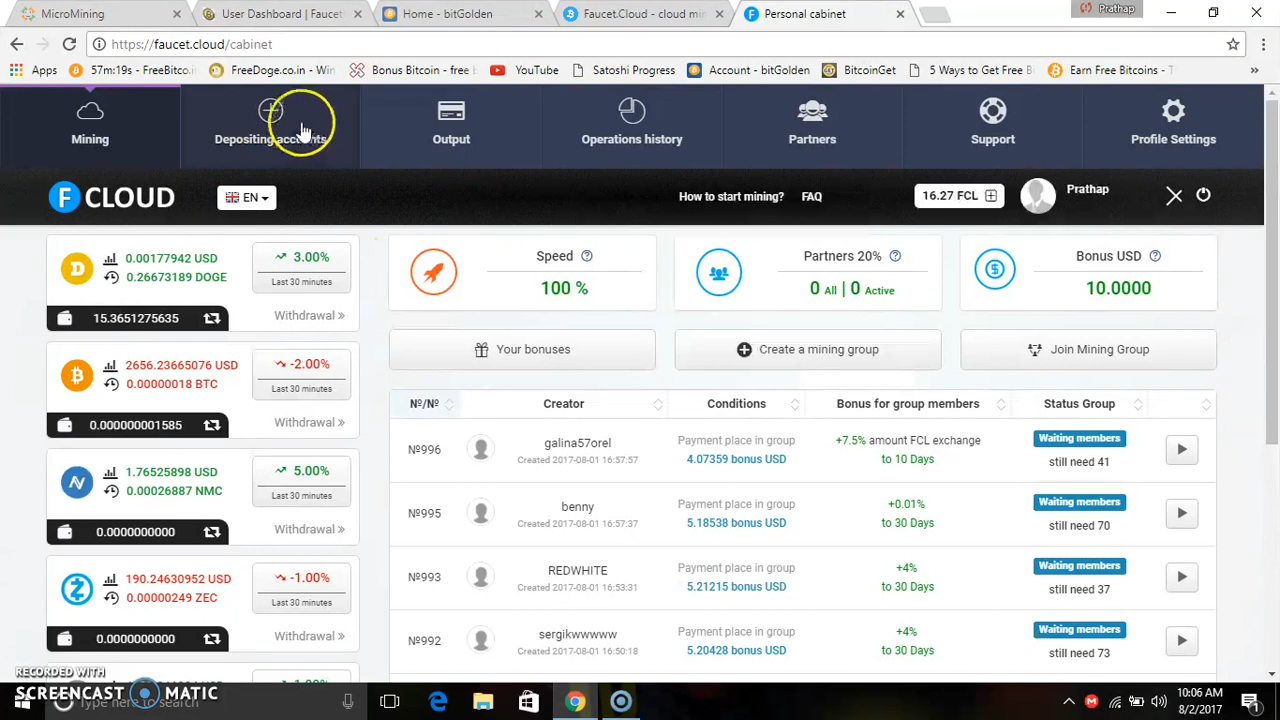 MicroMining
User Dashboard | Faucet
Home - bitGolden
Faucet.Cloud - cloud min
Personal cabinet
Prathap
https://faucet.cloud/cabinet
Apps
57m:19s - FreeBitco.in
FreeDoge.co.in - Win
Bonus Bitcoin - free b
YouTube
Satoshi Progress
Account - bitGolden
BitcoinGet
5 Ways to Get Free B
Earn Free Bitcoins - T
Mining
Depositing accounts
Output
Operations history
Partners
Support
Profile Settings
F CLOUD
EN
How to start mining?
FAQ
16.27 FCL
Prathap
0.00177942 USD
0.26673189 DOGE
3.00%
Last 30 minutes
15.3651275635
Withdrawal »
2656.23665076 USD
0.00000018 BTC
-2.00%
Last 30 minutes
0.000000001585
Withdrawal »
1.76525898 USD
0.00026887 NMC
5.00%
Last 30 minutes
0.0000000000
Withdrawal »
190.24630952 USD
0.00000249 ZEC
-1.00%
Last 30 minutes
0.0000000000
Withdrawal »
Speed
100 %
Partners 20%
0 All | 0 Active
Bonus USD
10.0000
Your bonuses
Create a mining group
Join Mining Group
№/№
Creator
Conditions
Bonus for group members
Status Group
№996
galina57orel
Created 2017-08-01 16:57:57
Payment place in group
4.07359 bonus USD
+7.5% amount FCL exchange
to 10 Days
Waiting members
still need 41
№995
benny
Created 2017-08-01 16:57:37
Payment place in group
5.18538 bonus USD
+0.01%
to 30 Days
Waiting members
still need 70
№993
REDWHITE
Created 2017-08-01 16:53:31
Payment place in group
5.21215 bonus USD
+4%
to 30 Days
Waiting members
still need 37
№992
sergikwwwww
Created 2017-08-01 16:50:18
Payment place in group
5.20428 bonus USD
+4%
to 30 Days
Waiting members
still need 73
RECORDED WITH
SCREENCAST MATIC
Type here to search
10:06 AM
8/2/2017